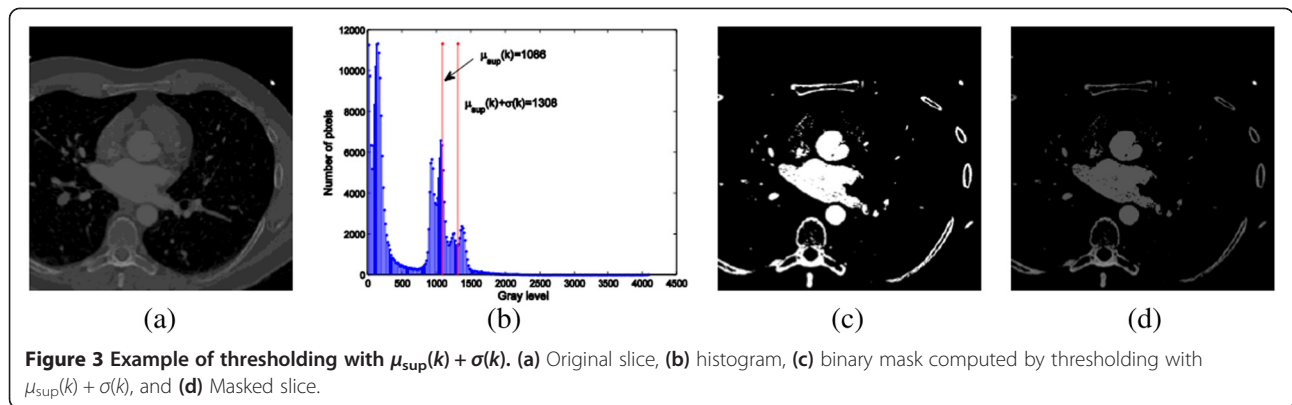 12000
10000
8000
6000
4000
2000
0
Number of pixels
μsup(k)=1086
μsup(k)+σ(k)=1308
0 500 1000 1500 2000 2500 3000 3500 4000 4500
Gray level
(a) (b) (c) (d)
Figure 3 Example of thresholding with μsup(k) + σ(k). (a) Original slice, (b) histogram, (c) binary mask computed by thresholding with
μsup(k) + σ(k), and (d) Masked slice.